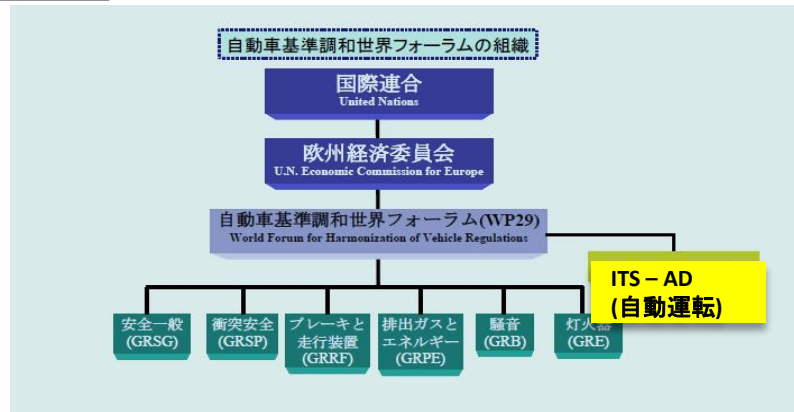 自動車基準調和世界フォーラムの組織
国際連合
United Nations
欧州経済委員会
U.N. Economic Commission for Europe
自動車基準調和世界フォーラム(WP29)
World Forum for Harmonization of Vehicle Regulations
ITS – AD
(自動運転)
安全一般
(GRSG)
衝突安全
(GRSP)
ブレーキと
走行装置
(GRRF)
排出ガスと
エネルギー
(GRPE)
騒音
(GRB)
灯火器
(GRE)